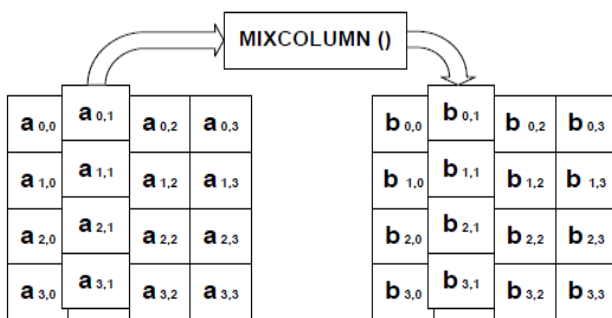 MIXCOLUMN ()
a 0,0 a 0,1 a 0,2 a 0,3
a 1,0 a 1,1 a 1,2 a 1,3
a 2,0 a 2,1 a 2,2 a 2,3
a 3,0 a 3,1 a 3,2 a 3,3
b 0,0 b 0,1 b 0,2 b 0,3
b 1,0 b 1,1 b 1,2 b 1,3
b 2,0 b 2,1 b 2,2 b 2,3
b 3,0 b 3,1 b 3,2 b 3,3